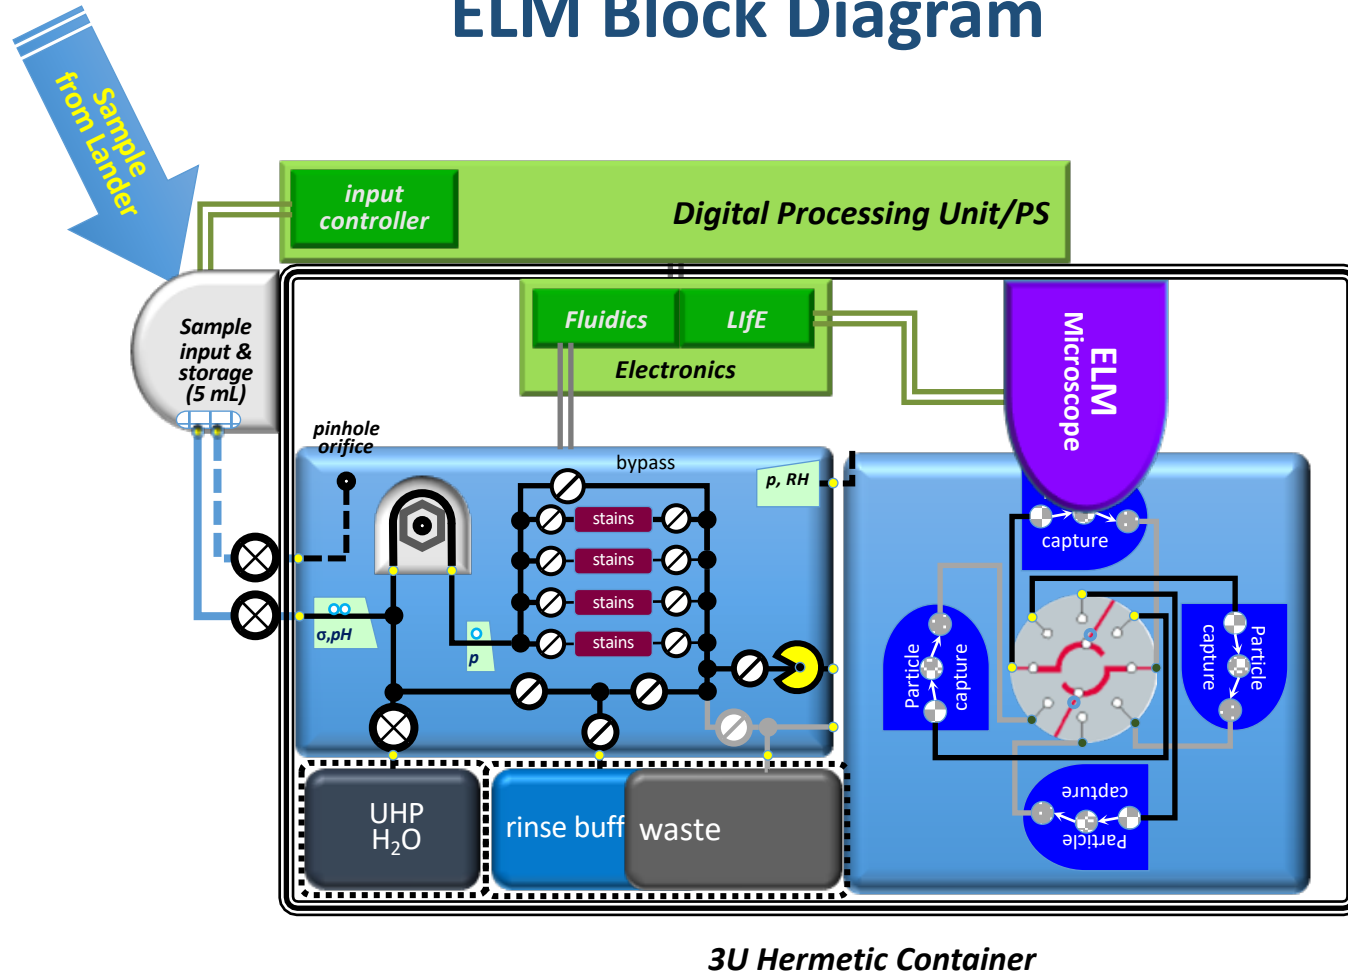 ELM Block Diagram
Sample
from Lander
input
controller
Digital Processing Unit/PS
Sample
input &
storage
(5 mL)
Fluidics
LIfE
Electronics
ELM
Microscope
pinhole
orifice
bypass
p, RH
stains
stains
stains
stains
σ,pH
p
capture
Particle
capture
Particle
capture
Particle
capture
UHP
H₂O
rinse buff
waste
3U Hermetic Container